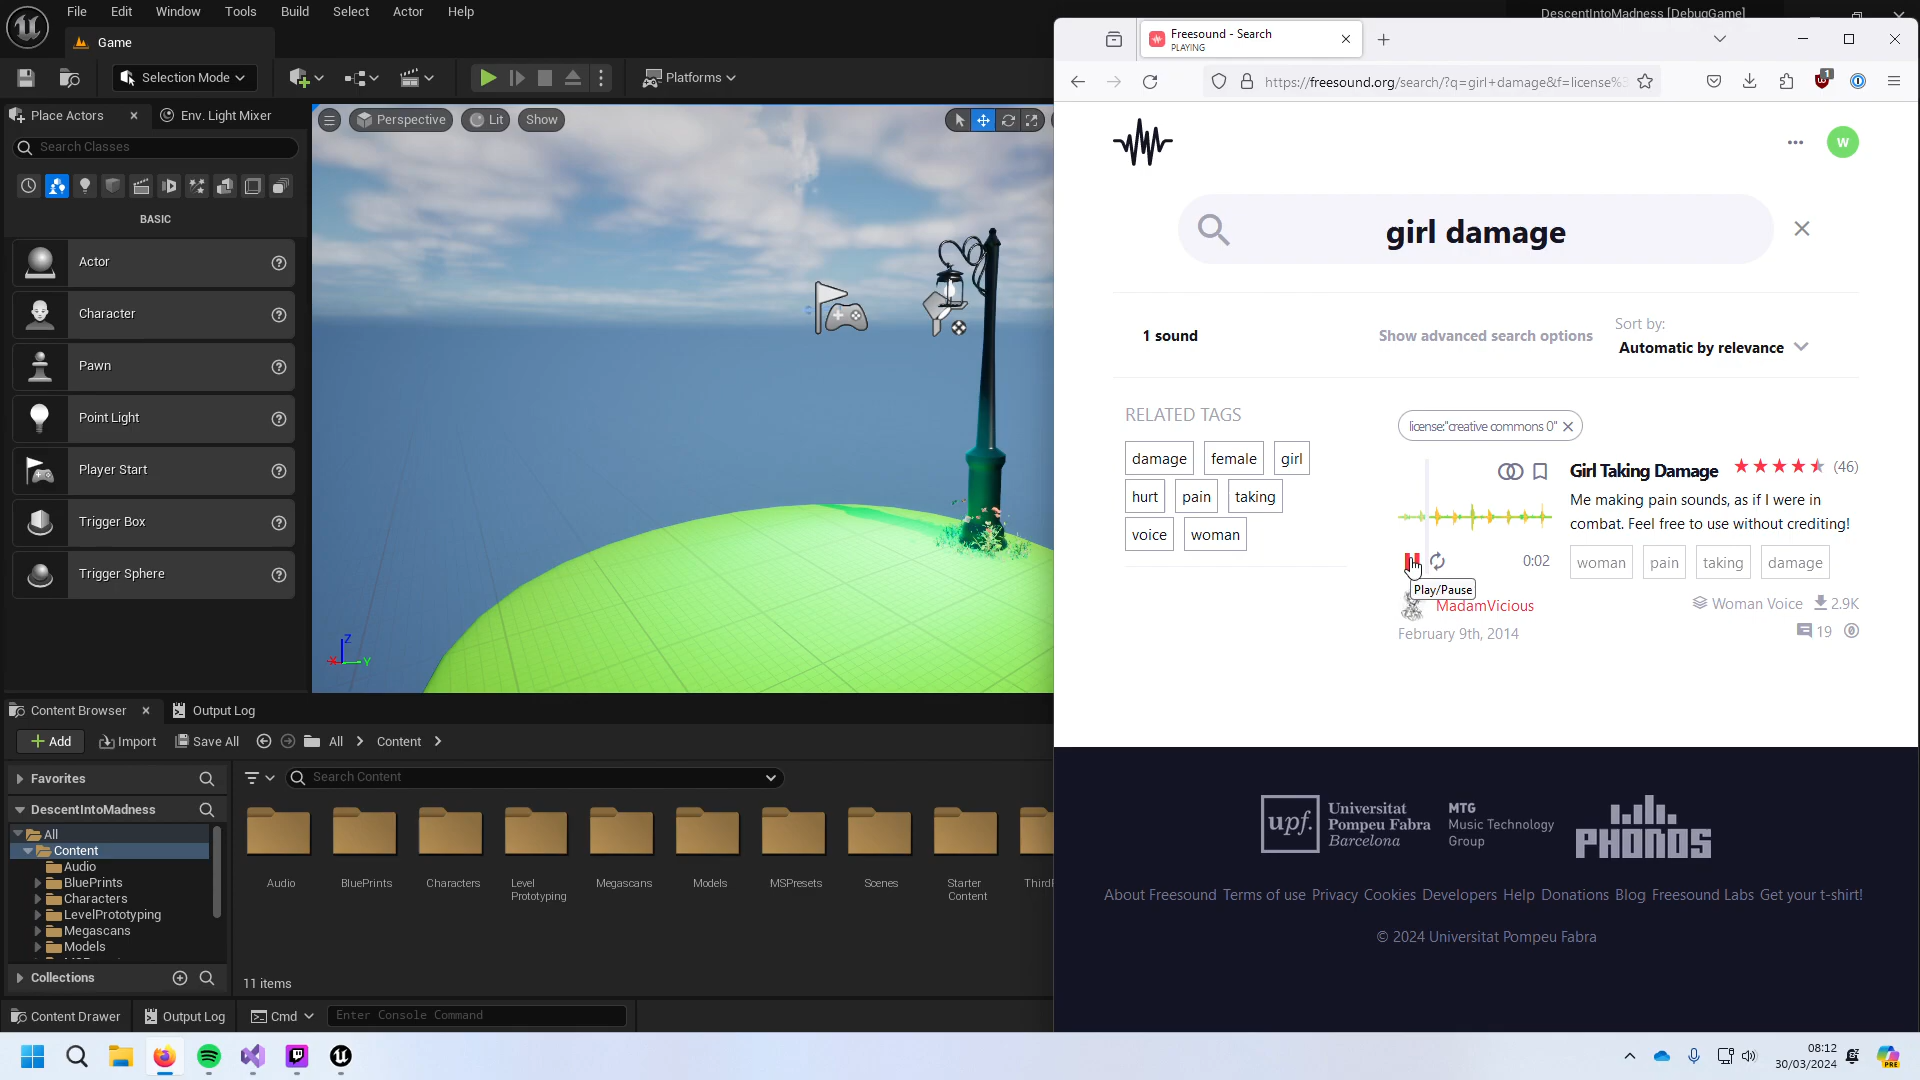 File Edit Window Tools Build Select Actor Help
DescentIntoMadness [DebugGame]
Game
Selection Mode
Platforms
Place Actors
Env. Light Mixer
Search Classes
BASIC
Actor
Character
Pawn
Point Light
Player Start
Trigger Box
Trigger Sphere
Perspective
Lit
Show
Z
X
Y
Content Browser
Output Log
Add
Import
Save All
All
Content
Favorites
Search Content
DescentIntoMadness
All
Content
Audio
BluePrints
Characters
LevelPrototyping
Megascans
Models
Collections
Audio
BluePrints
Characters
Level
Prototyping
Megascans
Models
MSPresets
Scenes
Starter
Content
11 items
Content Drawer
Output Log
Cmd
Enter Console Command
Freesound - Search
PLAYING
https://freesound.org/search/?q=girl+damage&f=license%3
1
W
girl damage
1 sound
Show advanced search options
Sort by:
Automatic by relevance
RELATED TAGS
damage
female
girl
hurt
pain
taking
voice
woman
license:"creative commons 0"
Girl Taking Damage
(46)
Me making pain sounds, as if I were in
combat. Feel free to use without crediting!
0:02
woman
pain
taking
damage
Play/Pause
MadamVicious
Woman Voice
2.9K
February 9th, 2014
19
upf.
Universitat
Pompeu Fabra
Barcelona
MTG
Music Technology
Group
PHONOS
About Freesound Terms of use Privacy Cookies Developers Help Donations Blog Freesound Labs Get your t-shirt!
© 2024 Universitat Pompeu Fabra
08:12
30/03/2024
PRE